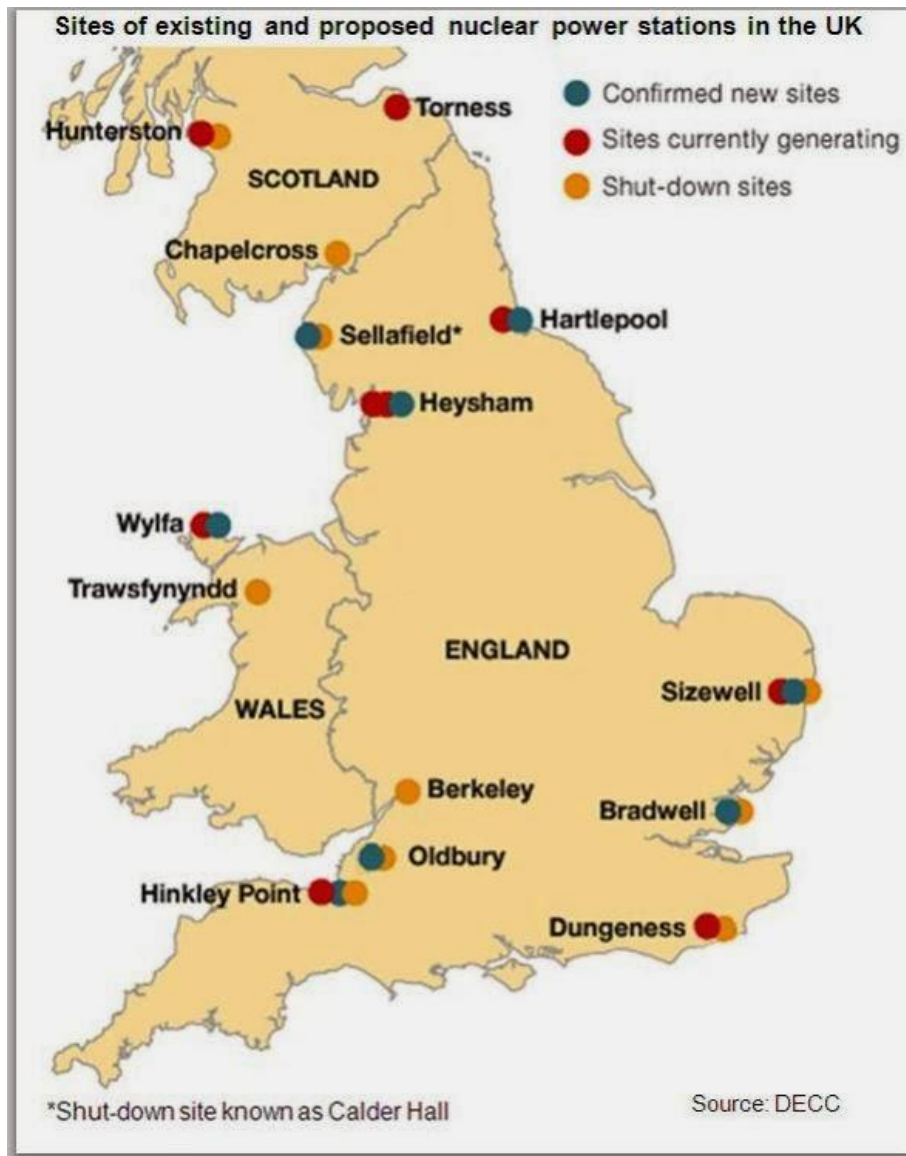 Sites of existing and proposed nuclear power stations in the UK
Confirmed new sites
Torness
Hunterston
Sites currently generating
SCOTLAND
Shut-down sites
Chapelcross
Hartlepool
Sellafield*
Heysham
Wylfa
Trawsfynyndd
ENGLAND
Sizewell
WALES
Berkeley
Bradwell
Oldbury
Hinkley Point
Dungeness
*Shut-down site known as Calder Hall
Source: DECC